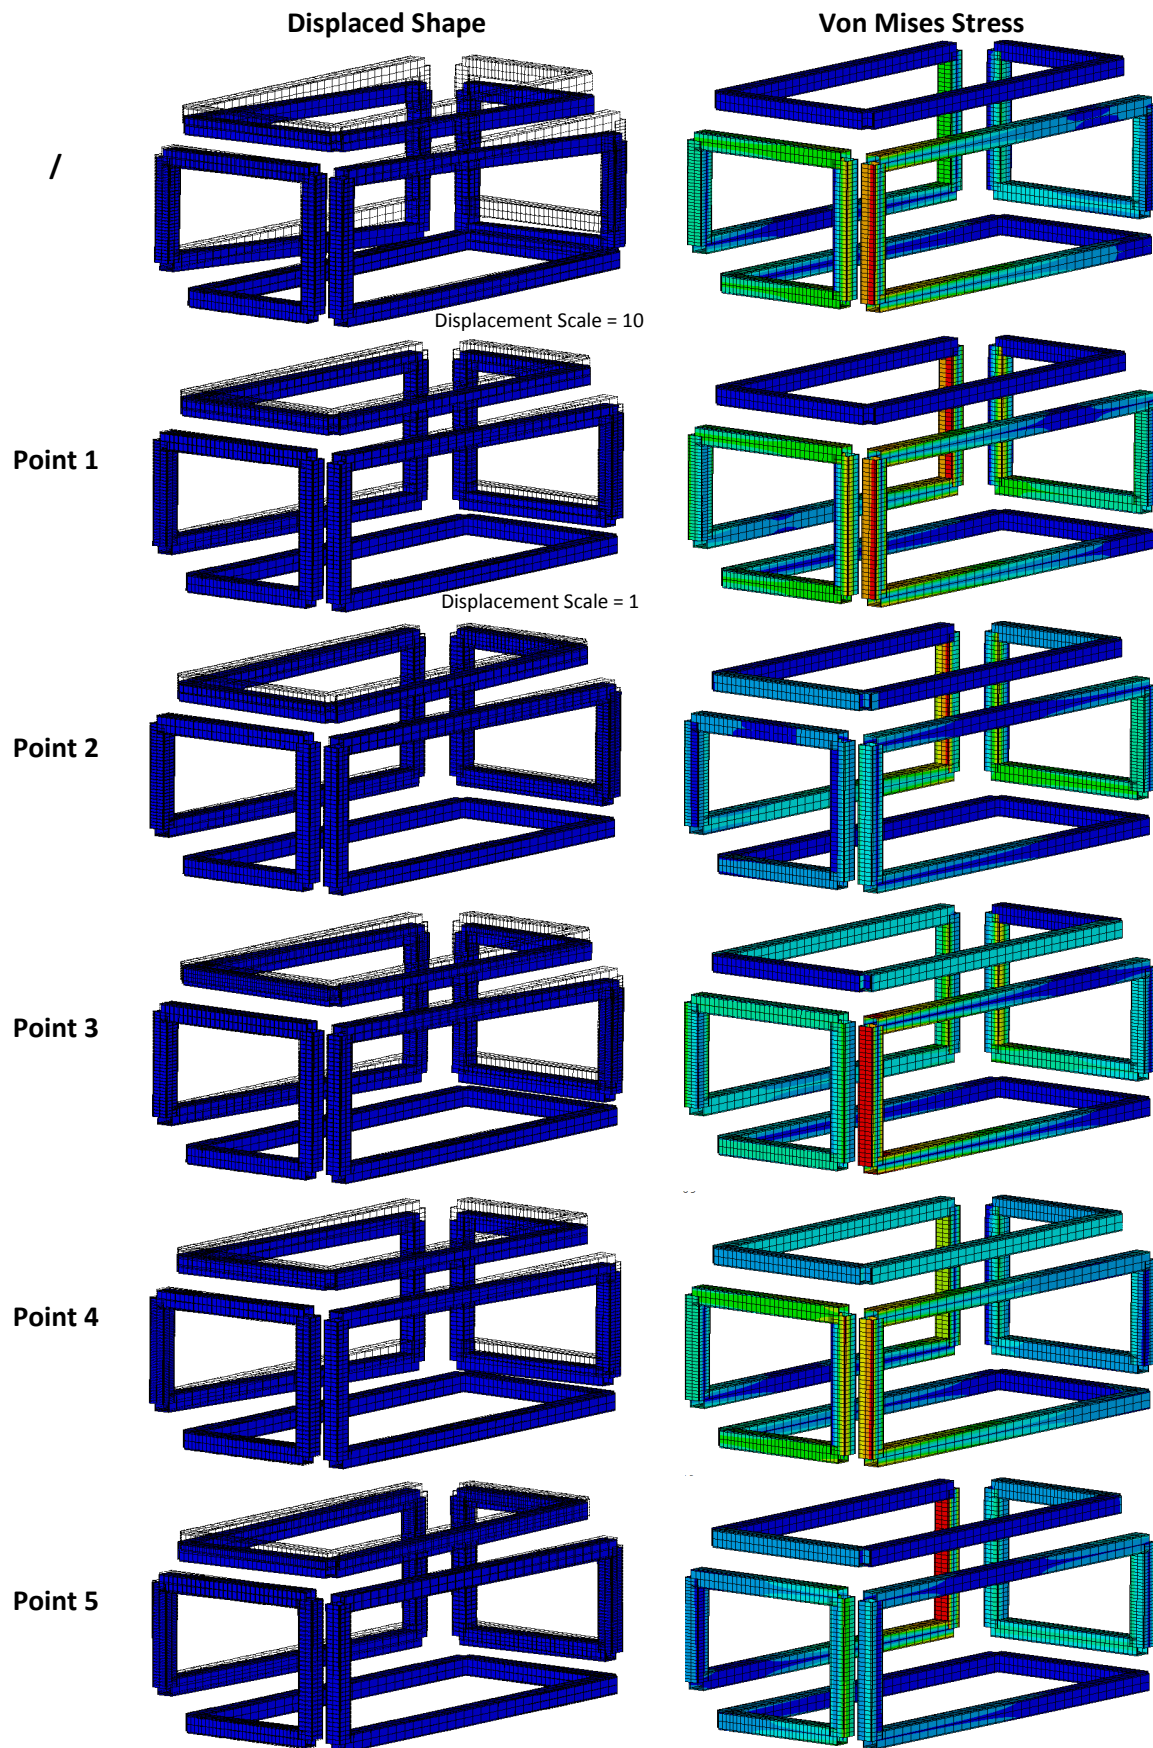 Displaced Shape Von Mises Stress
/
Displacement Scale = 10
Point 1
Displacement Scale = 1
Point 2
Point 3
Point 4
Point 5